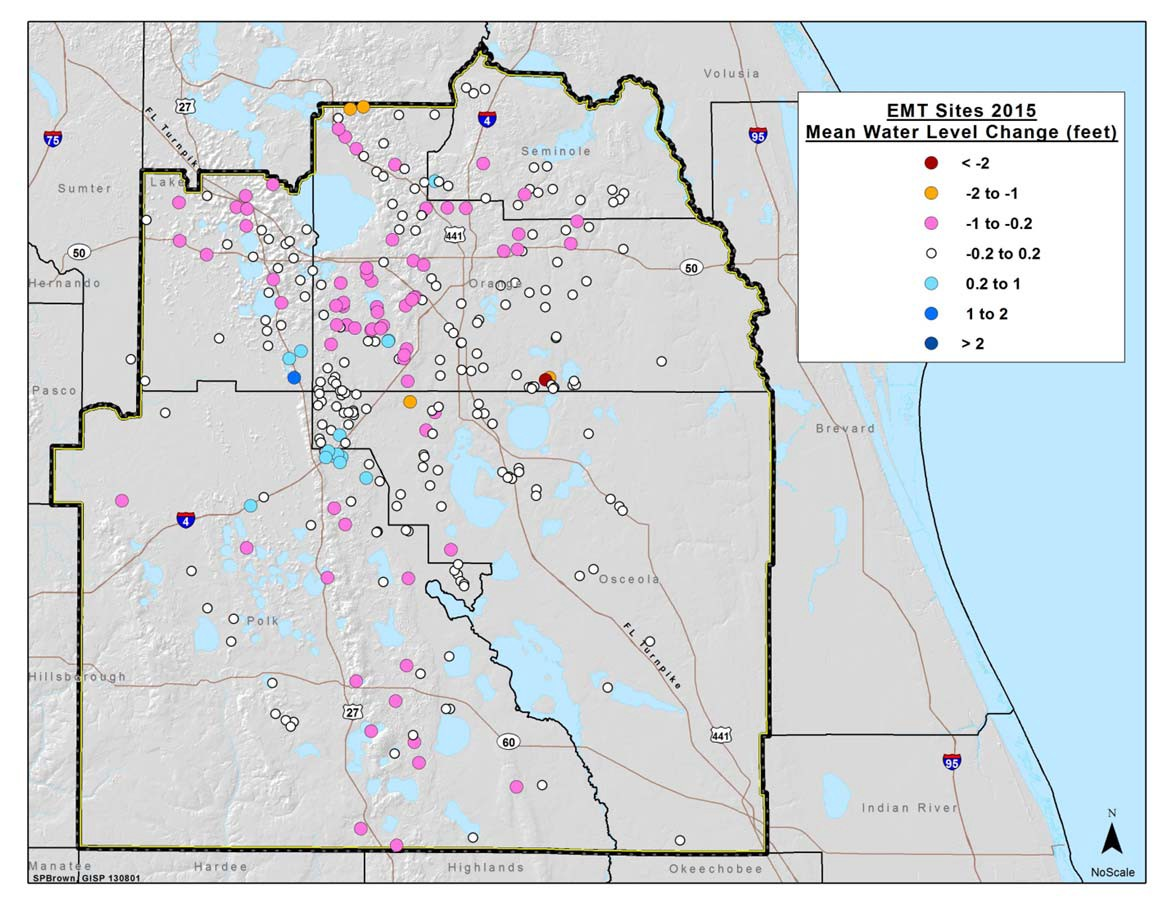 Volusia
27
4
FL Turnpik
75
95
EMT Sites 2015
Mean Water Level Change (feet)
< -2
-2 to -1
-1 to -0.2
-0.2 to 0.2
0.2 to 1
1 to 2
> 2
Seminole
Sumter
Lake
441
50
50
Hernando
Orange
Pasco
Brevard
4
Osceola
Polk
FL Turnpike
Hillsborough
27
60
441
95
Indian River
N
NoScale
Manatee
Hardee
Highlands
Okeechobee
SPBrown, GISP 130801